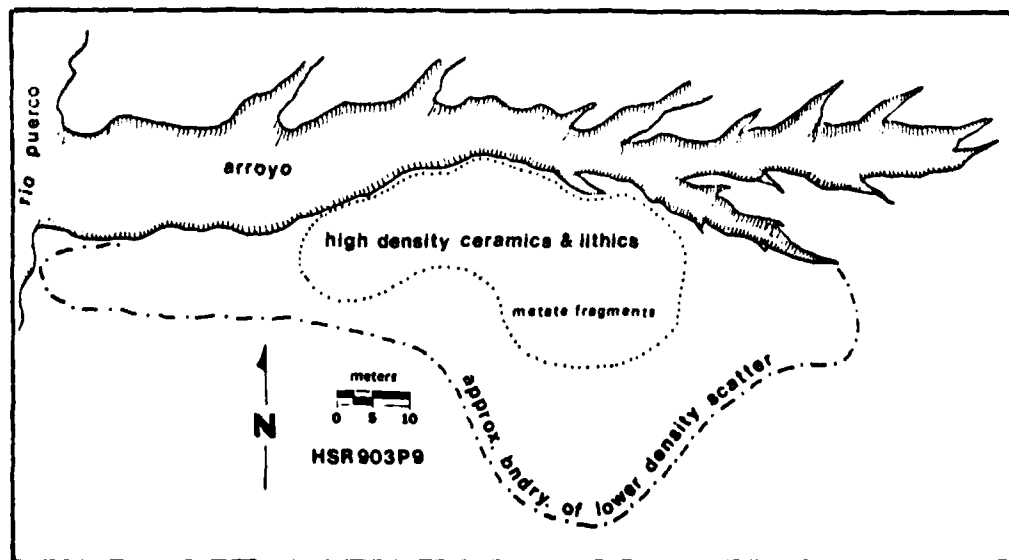 rio puerco
arroyo
high density ceramics & lithics
metate fragments
approx. bndry. of lower density scatter
meters
0 5 10
N
HSR903P9